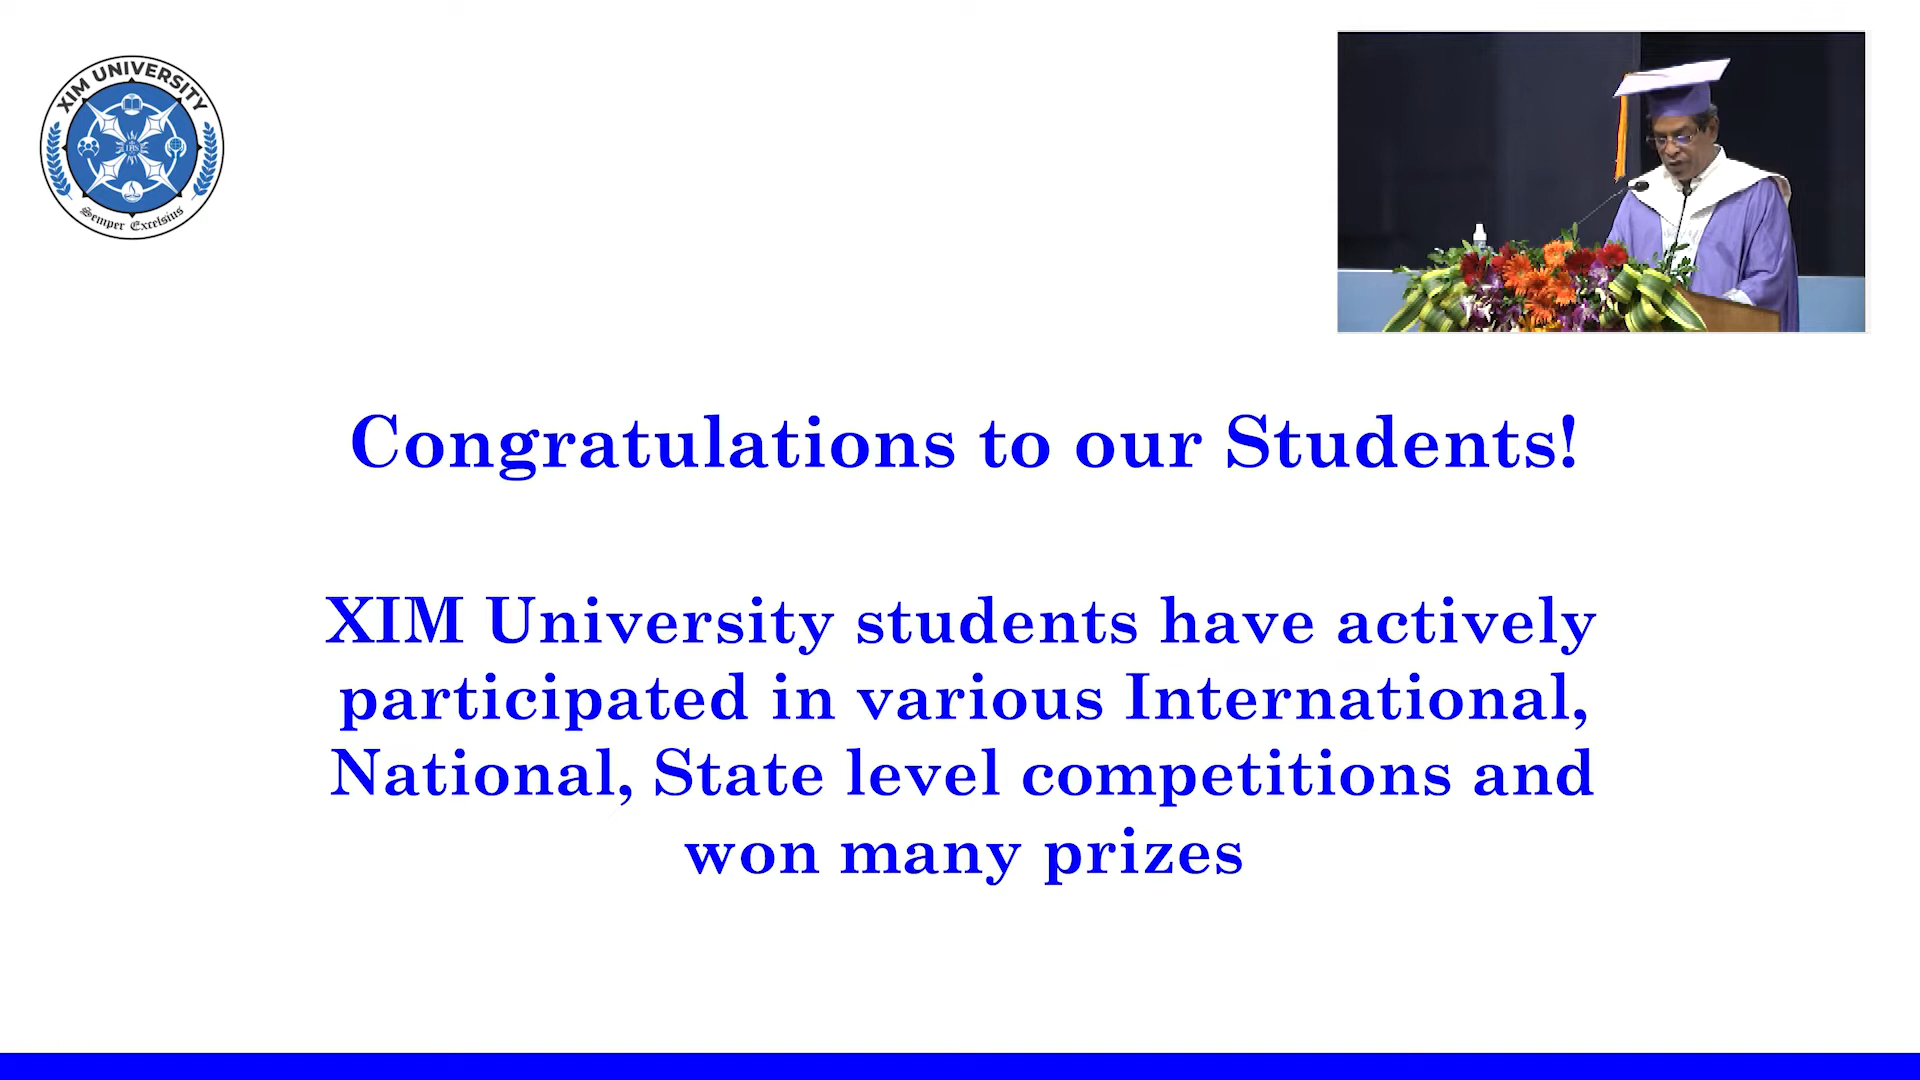 XIM UNIVERSITY
IHS
Semper Excelsius
Congratulations to our Students!
XIM University students have actively
participated in various International,
National, State level competitions and
won many prizes